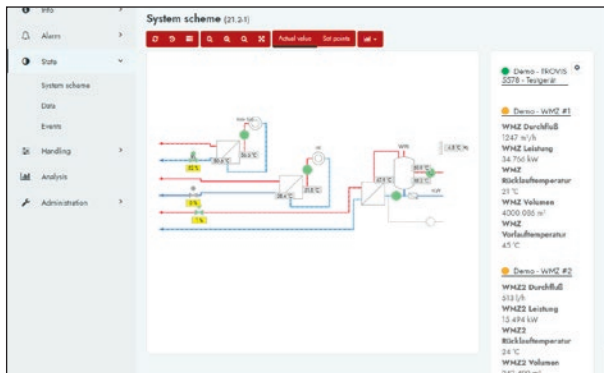 Info
Alarm
State
System scheme
Data
Events
Handling
Analysis
Administration
System scheme (21.2-1)
Actual value
Set points
WW
Demo - TROVIS
5578 - Testgerät
Demo - WMZ #1
WMZ Durchfluß
1247 m³/h
WMZ Leistung
34.766 kW
WMZ
Rücklauftemperatur
21 °C
WMZ Volumen
4000.086 m³
WMZ
Vorlauftemperatur
45 °C
Demo - WMZ #2
WMZ2 Durchfluß
513 l/h
WMZ2 Leistung
15.494 kW
WMZ2
Rücklauftemperatur
24 °C
WMZ2 Volumen